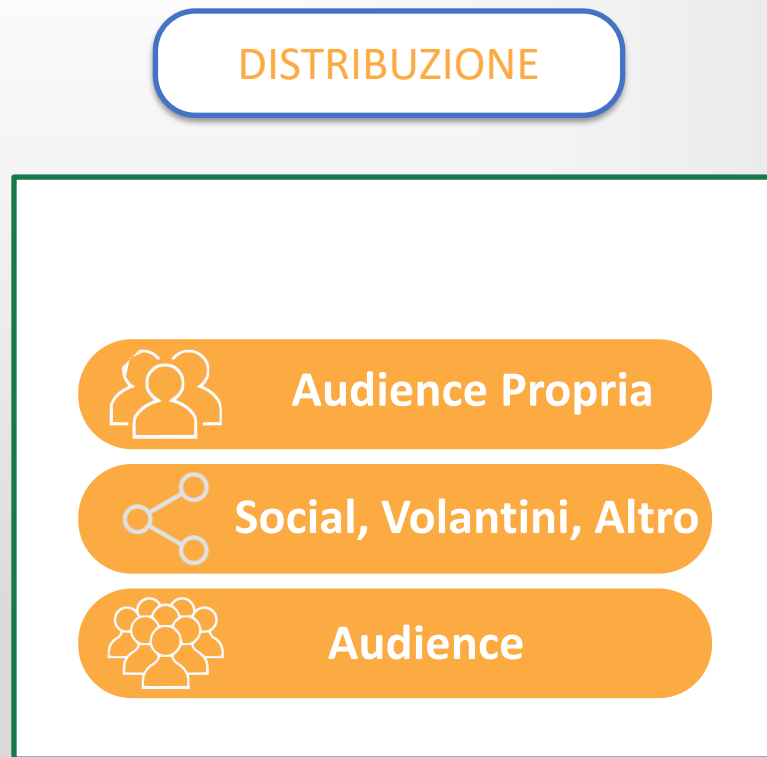 DISTRIBUZIONE
Audience Propria
Social, Volantini, Altro
Audience